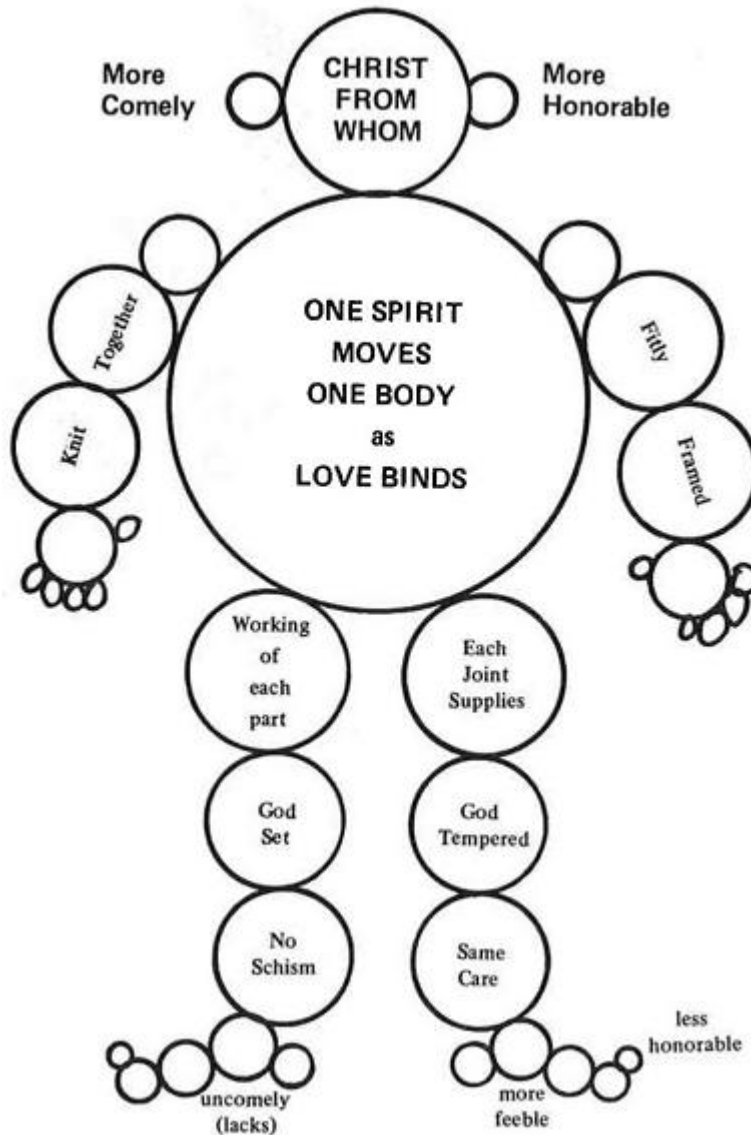 More
Comely
CHRIST
FROM
WHOM
More
Honorable
Together
Knit
ONE SPIRIT
MOVES
ONE BODY
as
LOVE BINDS
Fitly
Framed
Working
of
each
part
Each
Joint
Supplies
God
Set
God
Tempered
No
Schism
Same
Care
uncomely
(lacks)
more
feeble
less
honorable